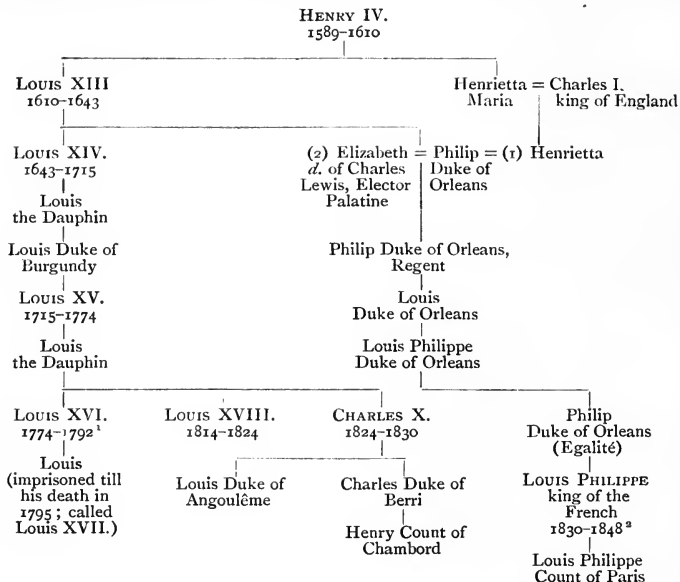 HENRY IV.
1589–1610
LOUIS XIII
1610–1643
Henrietta = Charles I.
Maria king of England
LOUIS XIV.
1643–1715
(2) Elizabeth = Philip = (1) Henrietta
d. of Charles Duke of
Lewis, Elector Orleans
Palatine
Louis
the Dauphin
Louis Duke of
Burgundy
Philip Duke of Orleans,
Regent
LOUIS XV.
1715–1774
Louis
Duke of Orleans
Louis
the Dauphin
Louis Philippe
Duke of Orleans
LOUIS XVI.
1774–1792¹
LOUIS XVIII.
1814–1824
CHARLES X.
1824–1830
Philip
Duke of Orleans
(Egalité)
Louis
(imprisoned till
his death in
1795; called
Louis XVII.)
Louis Duke of
Angoulême
Charles Duke of
Berri
Henry Count of
Chambord
LOUIS PHILIPPE
king of the
French
1830–1848²
Louis Philippe
Count of Paris